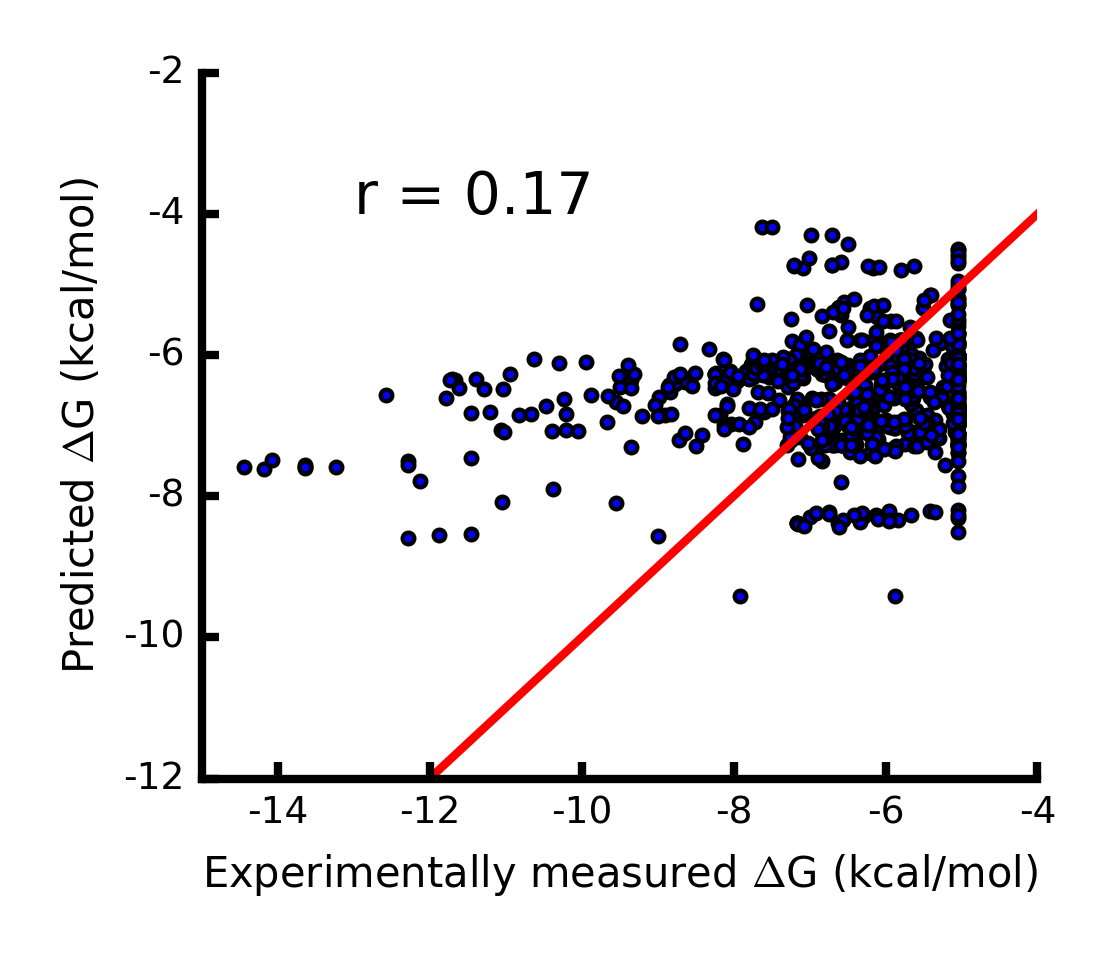 -2
r = 0.17
-4
-6
-8
-10
-12
Predicted ΔG (kcal/mol)
-14 -12 -10 -8 -6 -4
Experimentally measured ΔG (kcal/mol)